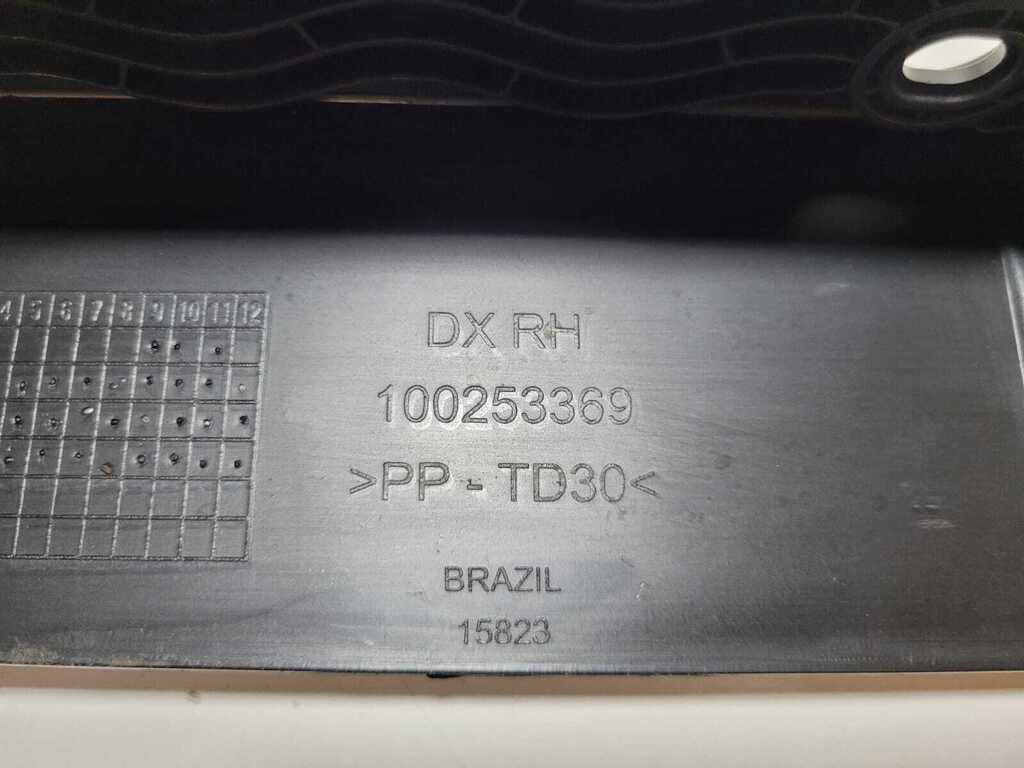 4 5 6 7 8 9 10 11 12
DX RH
100253369
>PP - TD30<
BRAZIL
15823